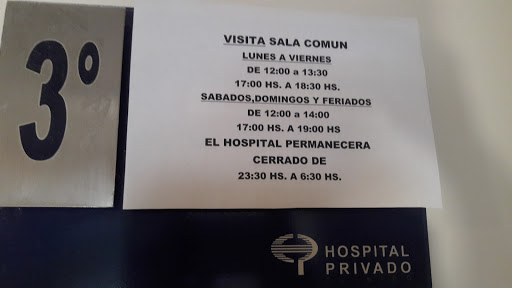 3°
VISITA SALA COMUN
LUNES A VIERNES
DE 12:00 a 13:30
17:00 HS. A 18:30 HS.
SABADOS,DOMINGOS Y FERIADOS
DE 12:00 a 14:00
17:00 HS. A 19:00 HS
EL HOSPITAL PERMANECERA
CERRADO DE
23:30 HS. A 6:30 HS.
HOSPITAL
PRIVADO